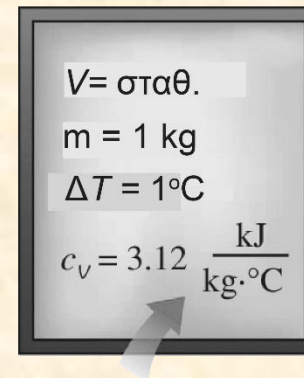 V= σταθ.
m = 1 kg
ΔT = 1°C
c_v = 3.12 kJ/kg·°C